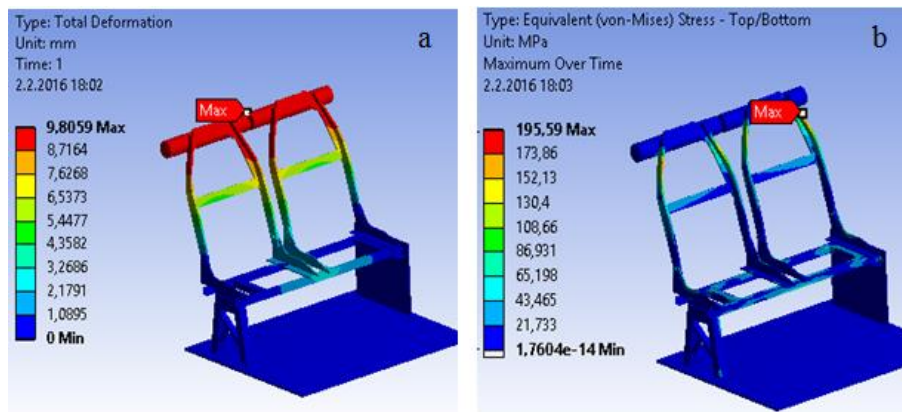 Type: Total Deformation
Unit: mm
Time: 1
2.2.2016 18:02
a
Max
9,8059 Max
8,7164
7,6268
6,5373
5,4477
4,3582
3,2686
2,1791
1,0895
0 Min
Type: Equivalent (von-Mises) Stress - Top/Bottom
Unit: MPa
Maximum Over Time
2.2.2016 18:03
b
Max
195,59 Max
173,86
152,13
130,4
108,66
86,931
65,198
43,465
21,733
1,7604e-14 Min